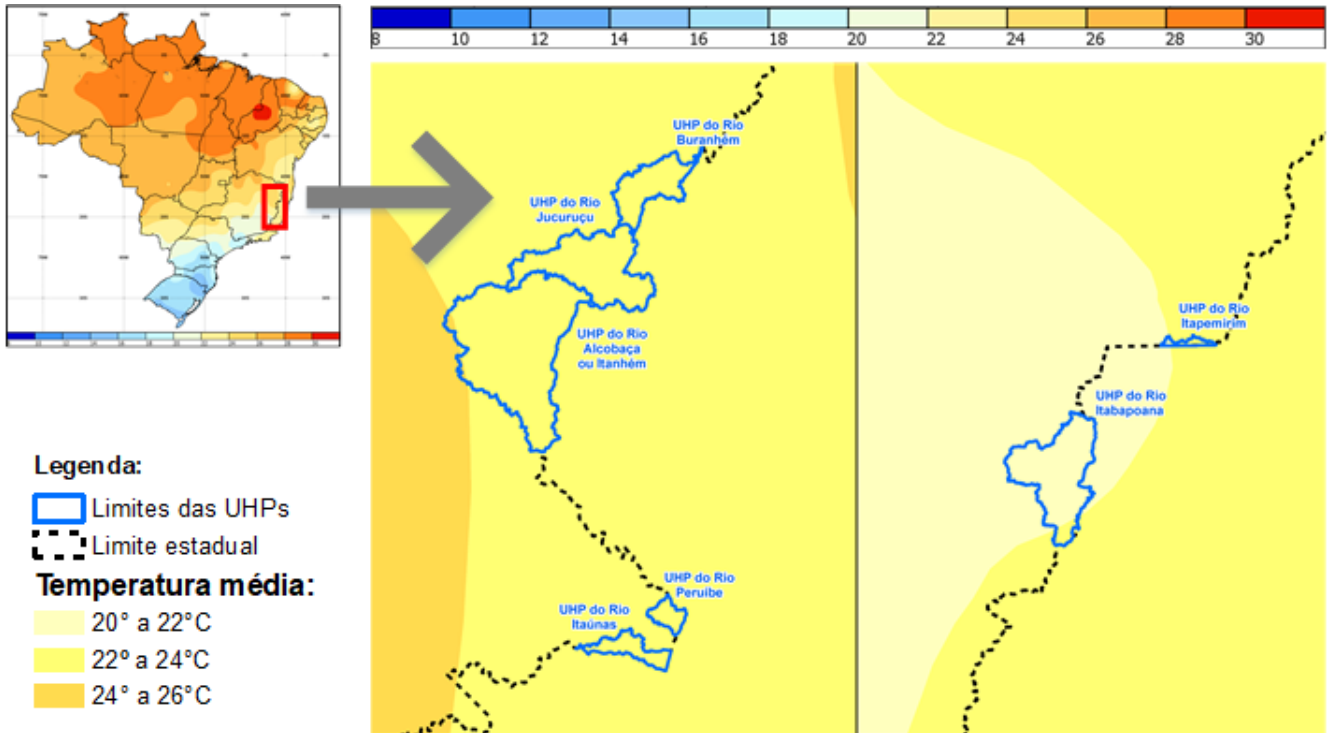 8 10 12 14 16 18 20 22 24 26 28 30
UHP do Rio
Buranhém
UHP do Rio
Jucuruçu
UHP do Rio
Alcobaça
ou Itanhém
UHP do Rio
Peruíbe
UHP do Rio
Itaúnas
UHP do Rio
Itapemirim
UHP do Rio
Itabapoana
Legenda:
Limites das UHPs
Limite estadual
Temperatura média:
20° a 22°C
22º a 24°C
24° a 26°C